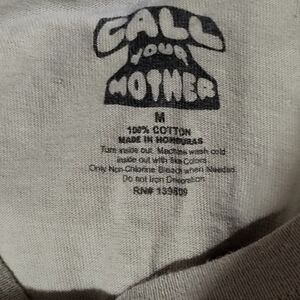 CALL
YOUR
MOTHER
M
100% COTTON
MADE IN HONDURAS
Turn inside out. Machine wash cold
inside out with like Colors.
Only Non-Chlorine Bleach when Needed.
Do not Iron Decoration.
RN# 139809